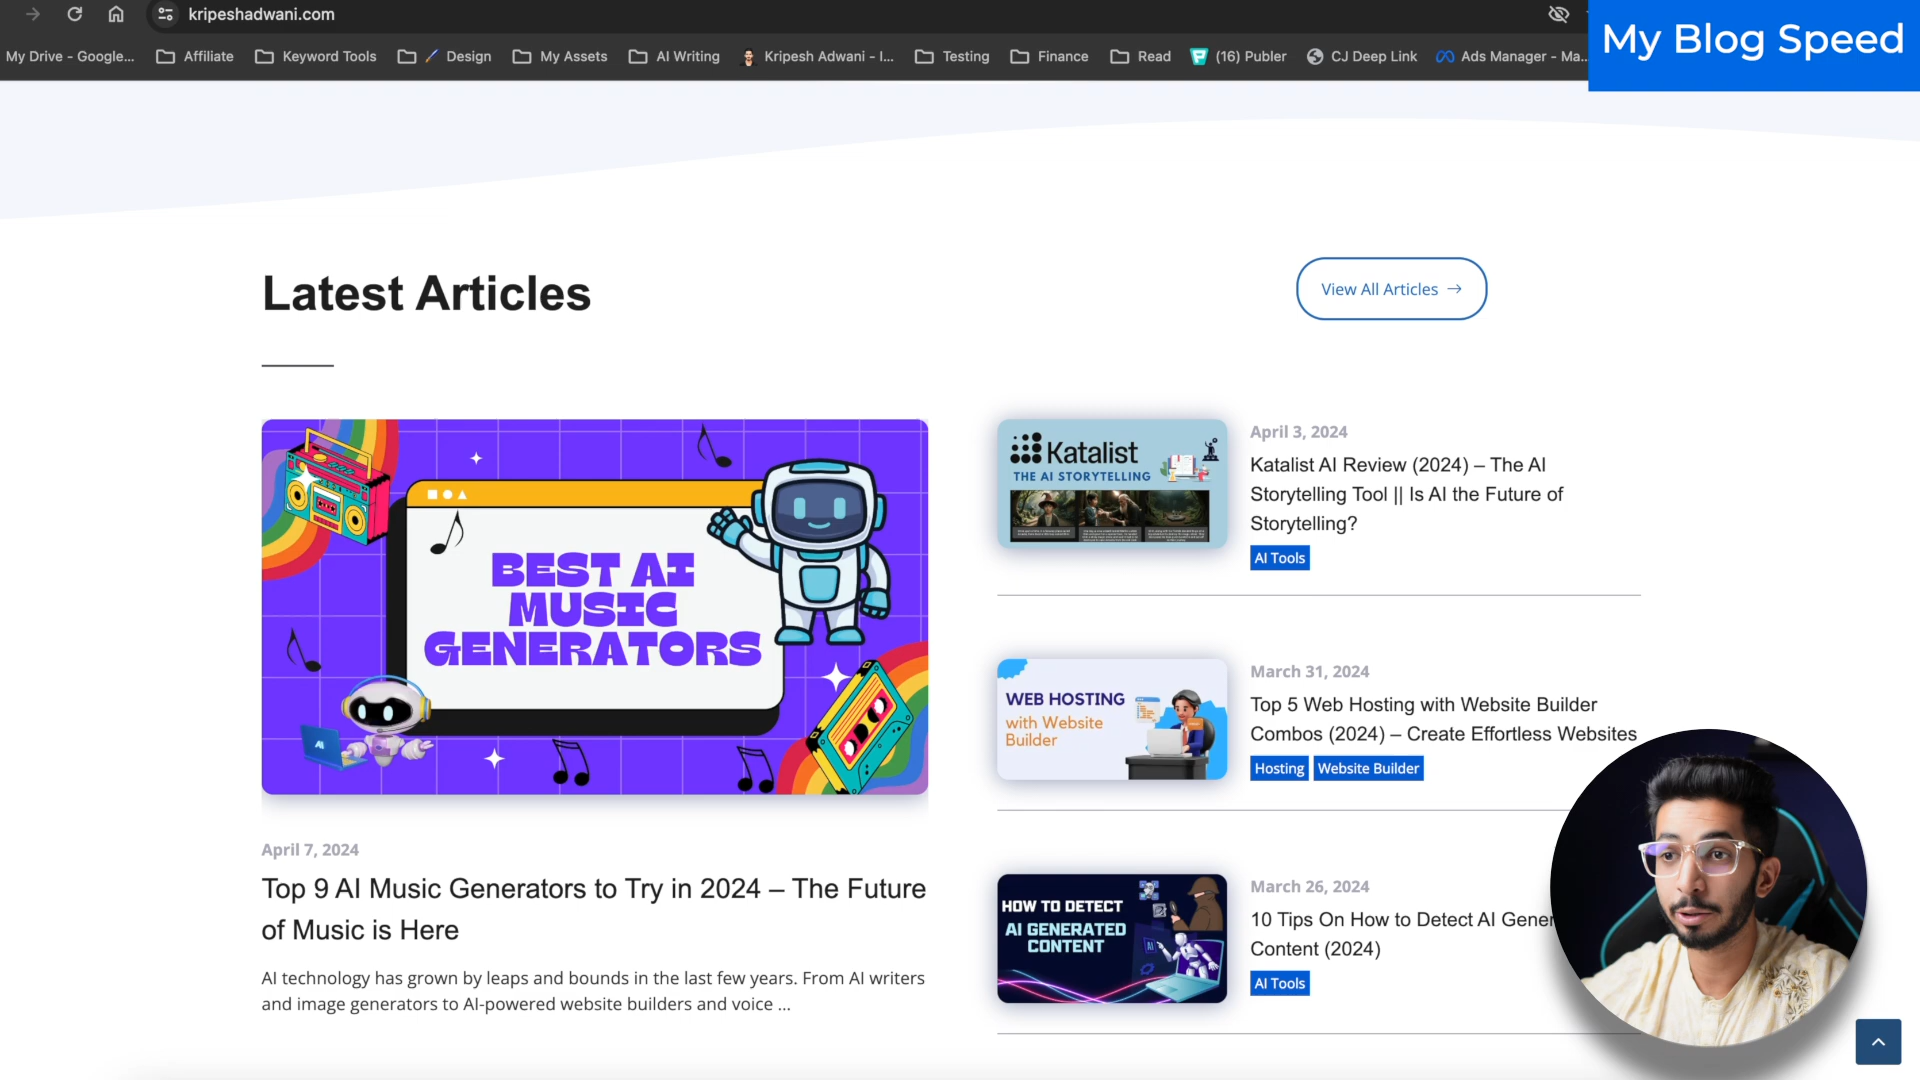 kripeshadwani.com
My Blog Speed
My Drive - Google...
Affiliate
Keyword Tools
Design
My Assets
AI Writing
Kripesh Adwani - I...
Testing
Finance
Read
(16) Publer
CJ Deep Link
Ads Manager - Ma...
Latest Articles
View All Articles →
BEST AI
MUSIC
GENERATORS
AI
April 7, 2024
Top 9 AI Music Generators to Try in 2024 – The Future
of Music is Here
AI technology has grown by leaps and bounds in the last few years. From AI writers
and image generators to AI-powered website builders and voice ...
Katalist
THE AI STORYTELLING
April 3, 2024
Katalist AI Review (2024) – The AI
Storytelling Tool || Is AI the Future of
Storytelling?
AI Tools
WEB HOSTING
with Website
Builder
March 31, 2024
Top 5 Web Hosting with Website Builder
Combos (2024) – Create Effortless Websites
Hosting
Website Builder
HOW TO DETECT
AI GENERATED
CONTENT
AI
March 26, 2024
10 Tips On How to Detect AI Gener
Content (2024)
AI Tools